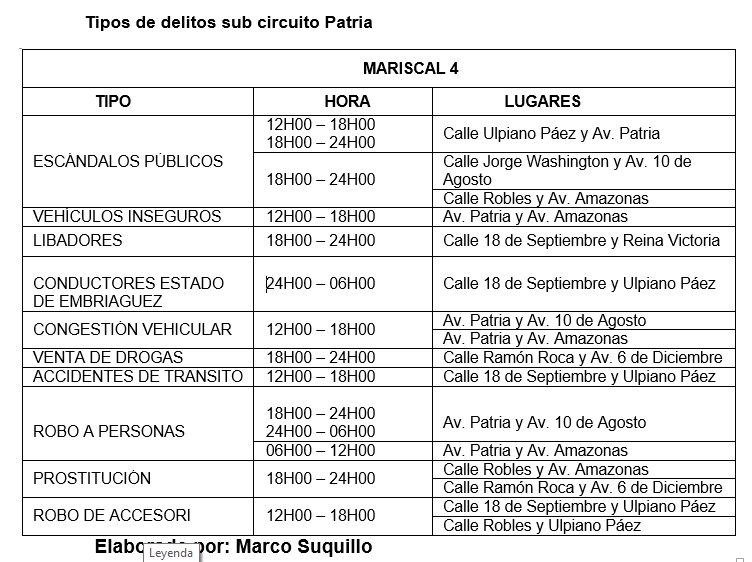 Tipos de delitos sub circuito Patria
MARISCAL 4
TIPO HORA LUGARES
ESCÁNDALOS PÚBLICOS
12H00 – 18H00
18H00 – 24H00
Calle Ulpiano Páez y Av. Patria
18H00 – 24H00
Calle Jorge Washington y Av. 10 de
Agosto
Calle Robles y Av. Amazonas
VEHÍCULOS INSEGUROS 12H00 – 18H00 Av. Patria y Av. Amazonas
LIBADORES 18H00 – 24H00 Calle 18 de Septiembre y Reina Victoria
CONDUCTORES ESTADO
DE EMBRIAGUEZ
24H00 – 06H00 Calle 18 de Septiembre y Ulpiano Páez
CONGESTIÓN VEHICULAR 12H00 – 18H00
Av. Patria y Av. 10 de Agosto
Av. Patria y Av. Amazonas
VENTA DE DROGAS 18H00 – 24H00 Calle Ramón Roca y Av. 6 de Diciembre
ACCIDENTES DE TRANSITO 12H00 – 18H00 Calle 18 de Septiembre y Ulpiano Páez
ROBO A PERSONAS
18H00 – 24H00
24H00 – 06H00
Av. Patria y Av. 10 de Agosto
06H00 – 12H00 Av. Patria y Av. Amazonas
PROSTITUCIÓN 18H00 – 24H00
Calle Robles y Av. Amazonas
Calle Ramón Roca y Av. 6 de Diciembre
ROBO DE ACCESORI 12H00 – 18H00
Calle 18 de Septiembre y Ulpiano Páez
Calle Robles y Ulpiano Páez
Elaborado por: Marco Suquillo
Leyenda